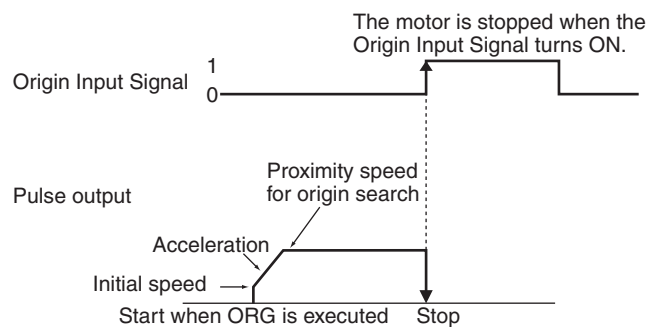 The motor is stopped when the
Origin Input Signal turns ON.
Origin Input Signal
1
0
Pulse output
Proximity speed
for origin search
Acceleration
Initial speed
Start when ORG is executed
Stop